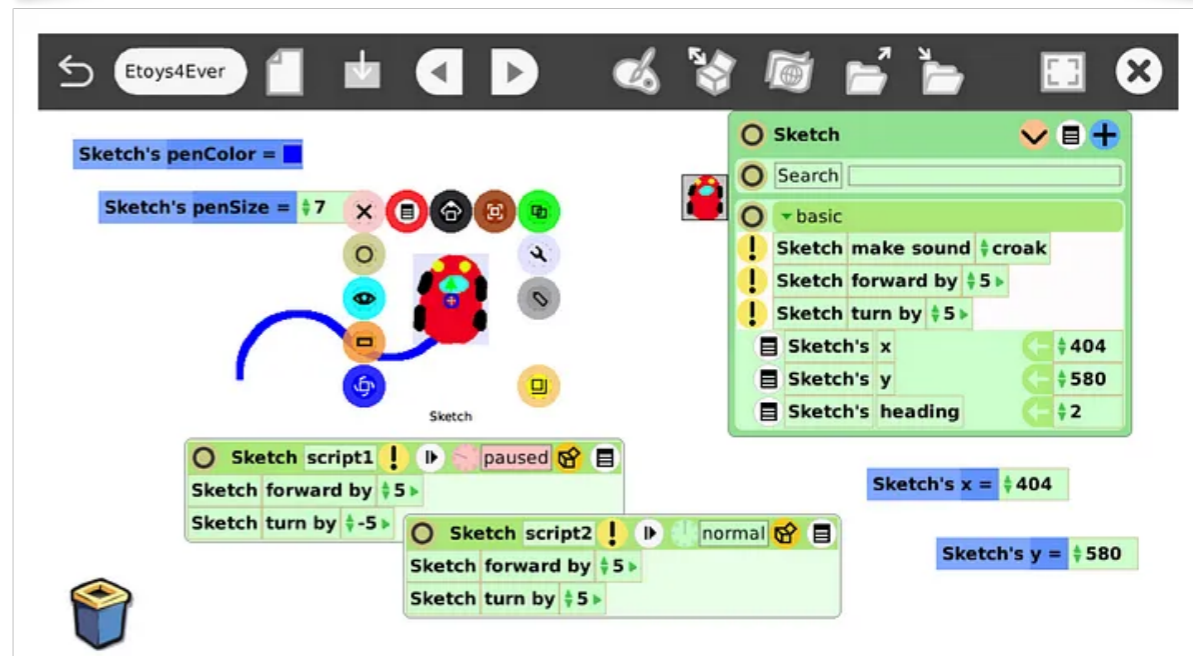 Etoys4Ever
Sketch's penColor =
Sketch's penSize = 7
Sketch
Search
basic
Sketch make sound croak
Sketch forward by 5
Sketch turn by 5
Sketch's x 404
Sketch's y 580
Sketch's heading 2
Sketch
Sketch script1 ! paused
Sketch forward by 5
Sketch turn by -5
Sketch script2 ! normal
Sketch forward by 5
Sketch turn by 5
Sketch's x = 404
Sketch's y = 580